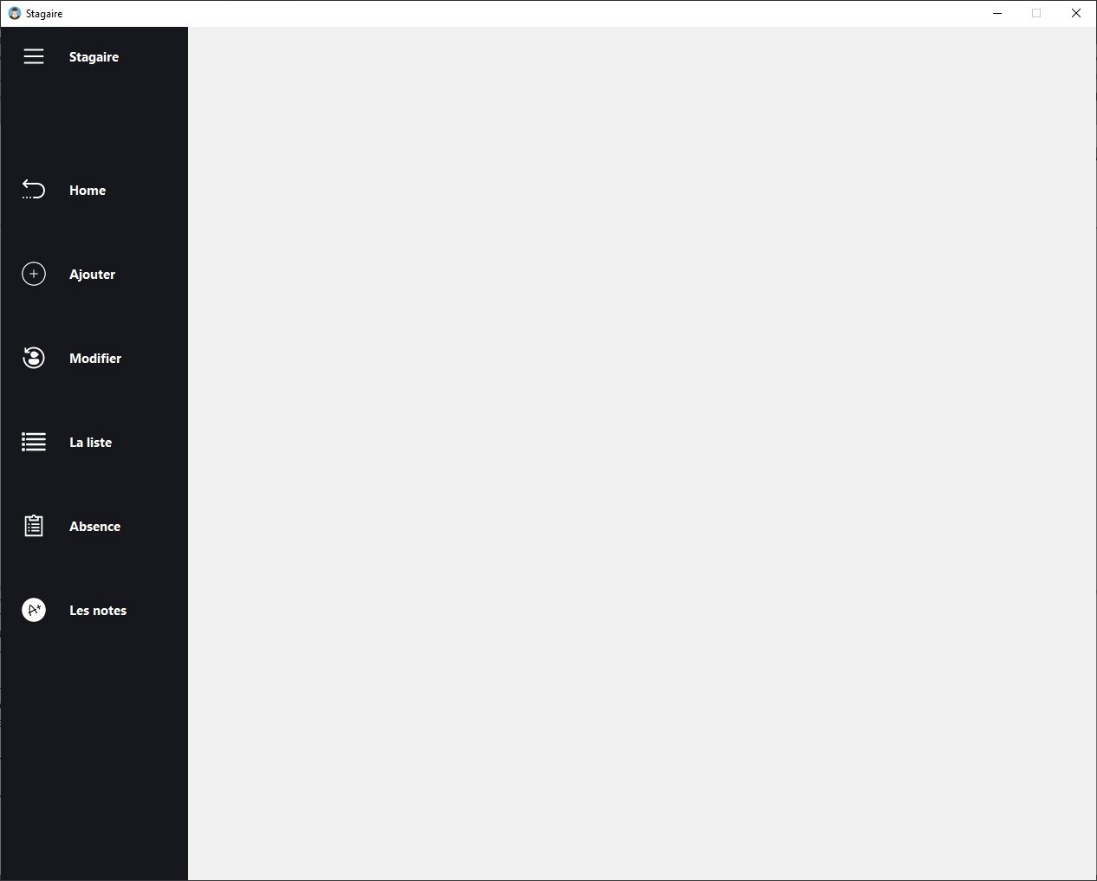 Stagaire
Stagaire
Home
Ajouter
Modifier
La liste
Absence
A+
Les notes